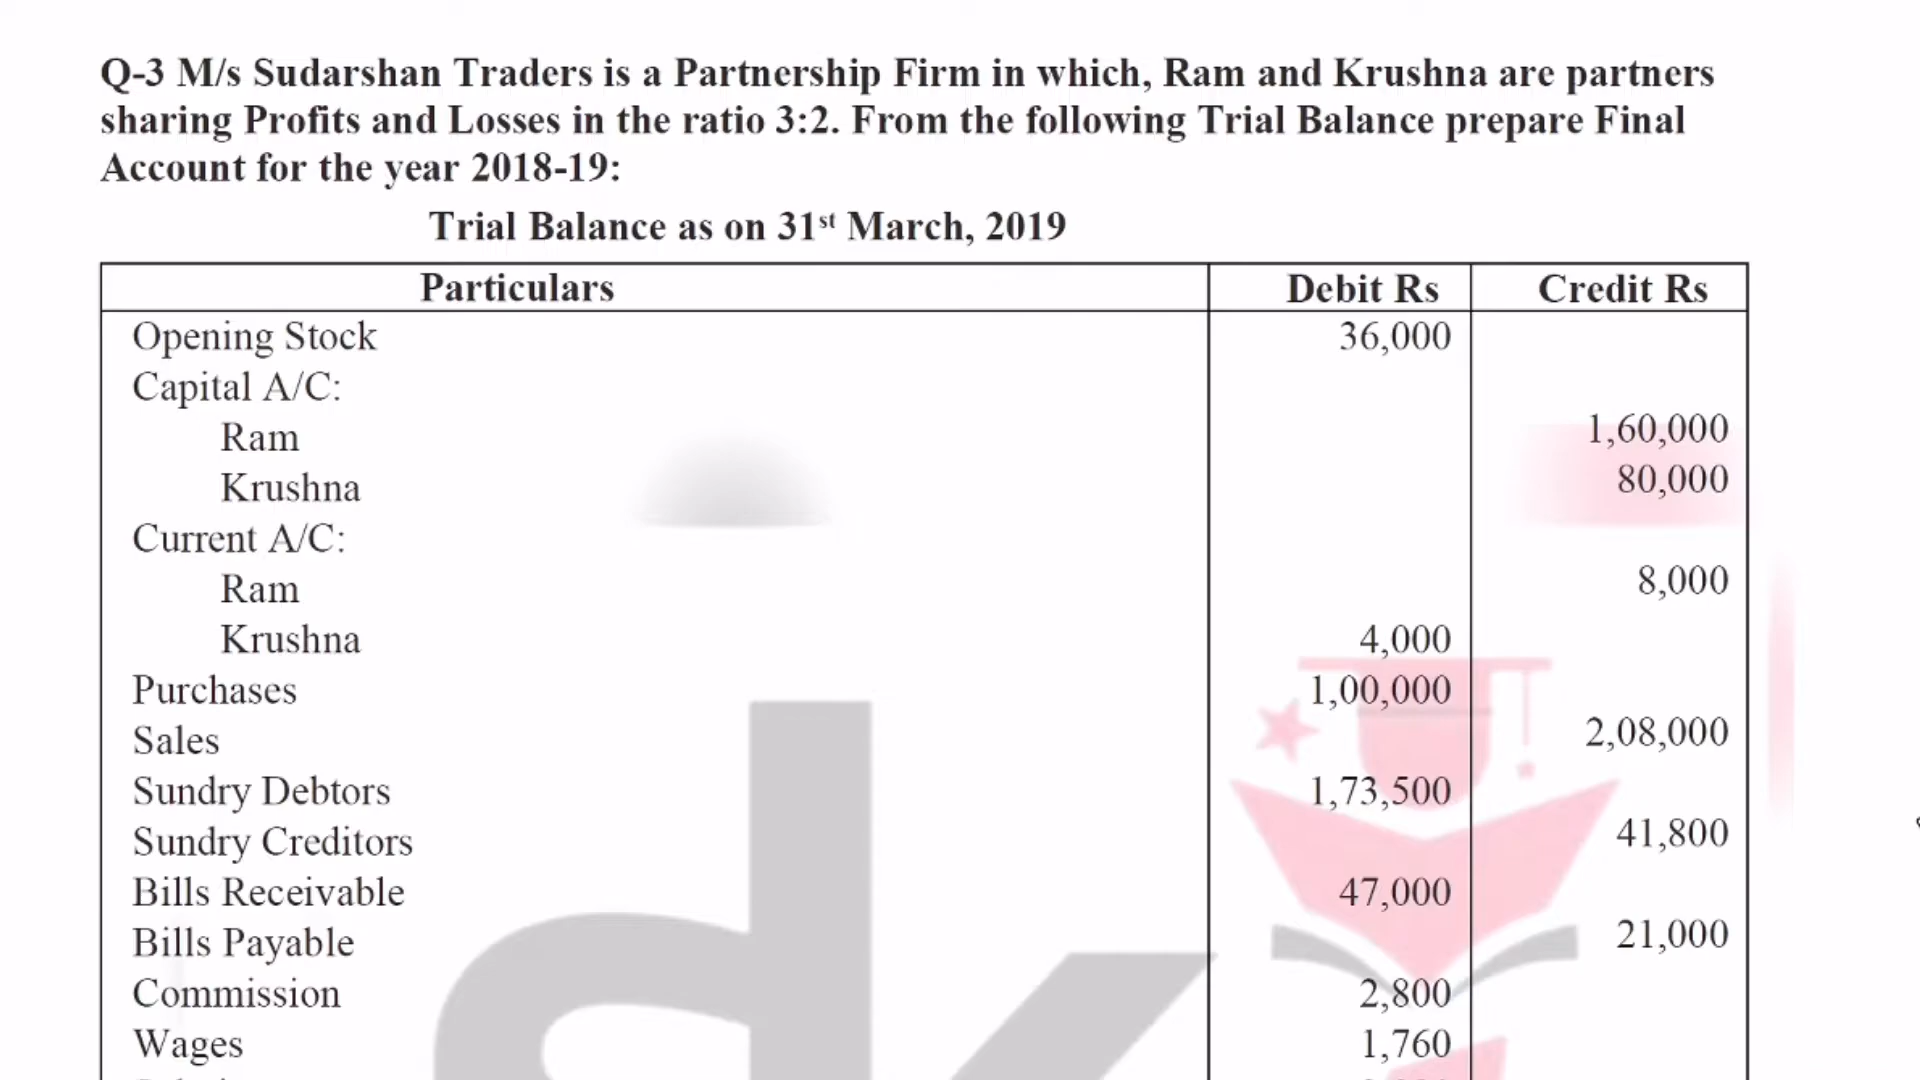 Q-3 M/s Sudarshan Traders is a Partnership Firm in which, Ram and Krushna are partners
sharing Profits and Losses in the ratio 3:2. From the following Trial Balance prepare Final
Account for the year 2018-19:
Trial Balance as on 31st March, 2019
Particulars Debit Rs Credit Rs
Opening Stock 36,000
Capital A/C:
Ram 1,60,000
Krushna 80,000
Current A/C:
Ram 8,000
Krushna 4,000
Purchases 1,00,000
Sales 2,08,000
Sundry Debtors 1,73,500
Sundry Creditors 41,800
Bills Receivable 47,000
Bills Payable 21,000
Commission 2,800
Wages 1,760